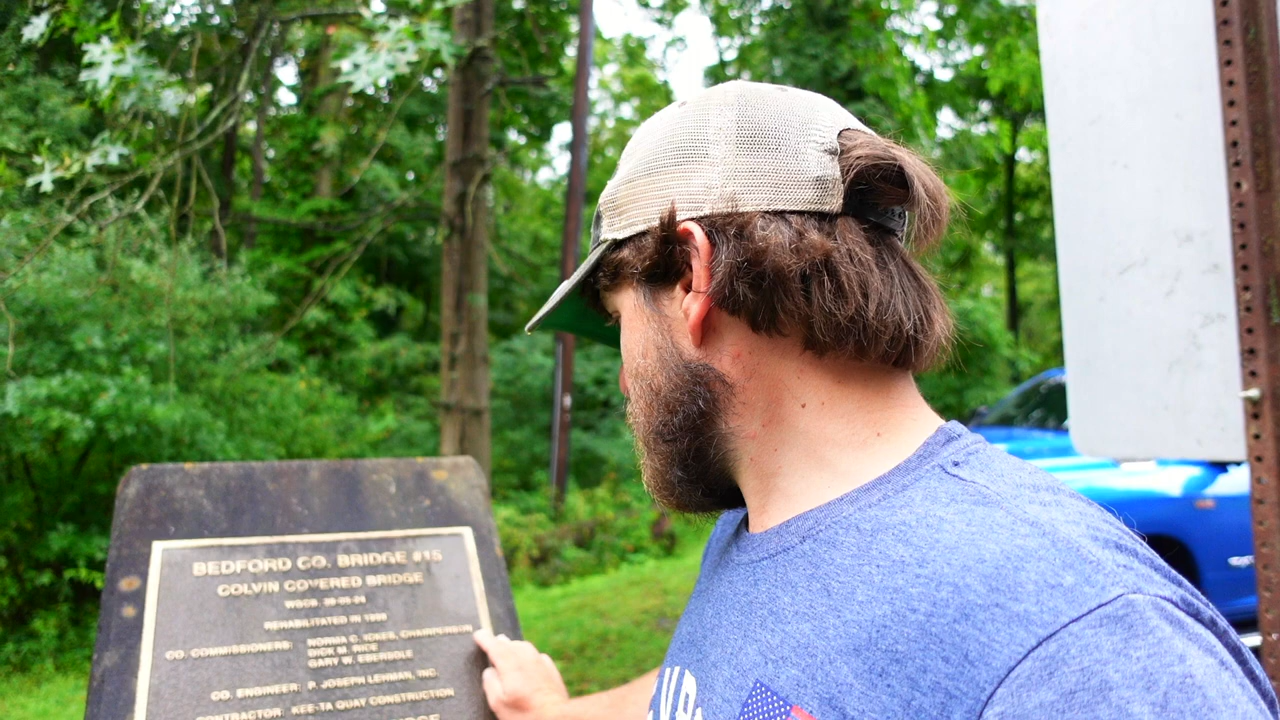 BEDFORD CO. BRIDGE #15
COLVIN COVERED BRIDGE
WGCB 38-05-24
REHABILITATED IN 1999
CO. COMMISSIONERS: NORMA C. ICKES, CHAIRPERSON
DICK M. RICE
GARY W. EBERSOLE
CO. ENGINEER: P. JOSEPH LEHMAN, INC.
CONTRACTOR: KEE-TA QUAY CONSTRUCTION